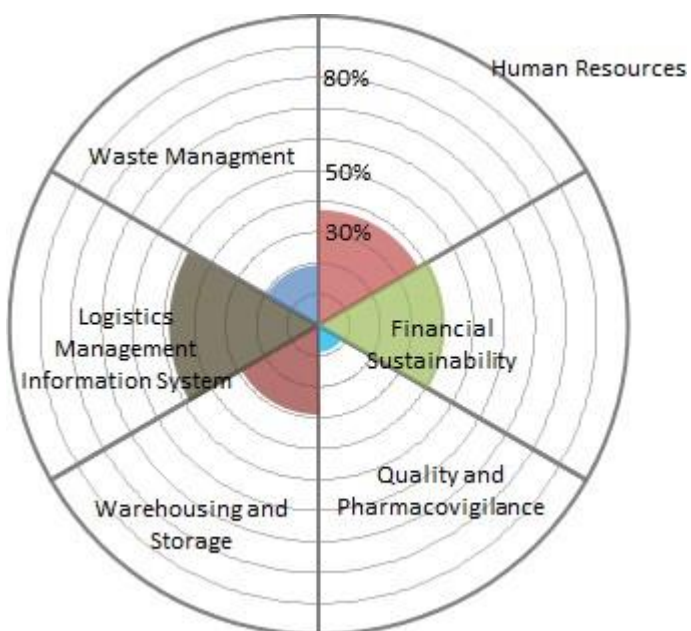 Human Resources
80%
Waste Managment
50%
30%
Logistics
Management
Information System
Financial
Sustainability
Quality and
Pharmacovigilance
Warehousing and
Storage